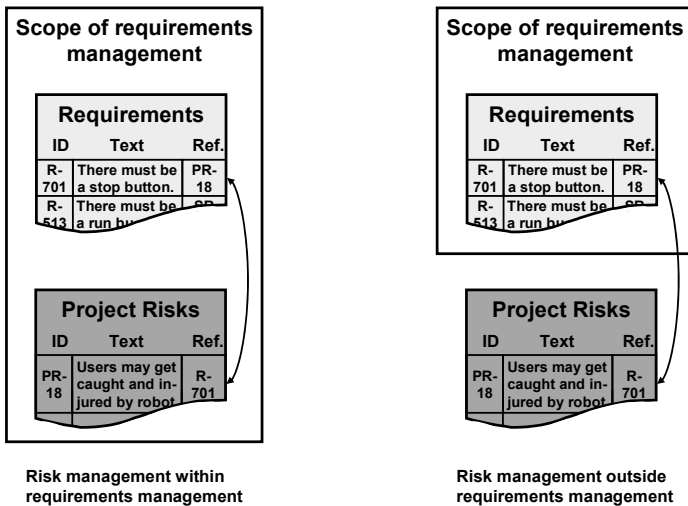 Scope of requirements
management
Requirements
ID Text Ref.
R- There must be PR-
701 a stop button. 18
R- There must be
513 a run
Project Risks
ID Text Ref.
Users may get
PR- caught and in- R-
18 jured by robot 701
Risk management within
requirements management
Scope of requirements
management
Requirements
ID Text Ref.
R- There must be PR-
701 a stop button. 18
R- There must be
513 a run
Project Risks
ID Text Ref.
Users may get
PR- caught and in- R-
18 jured by robot 701
Risk management outside
requirements management